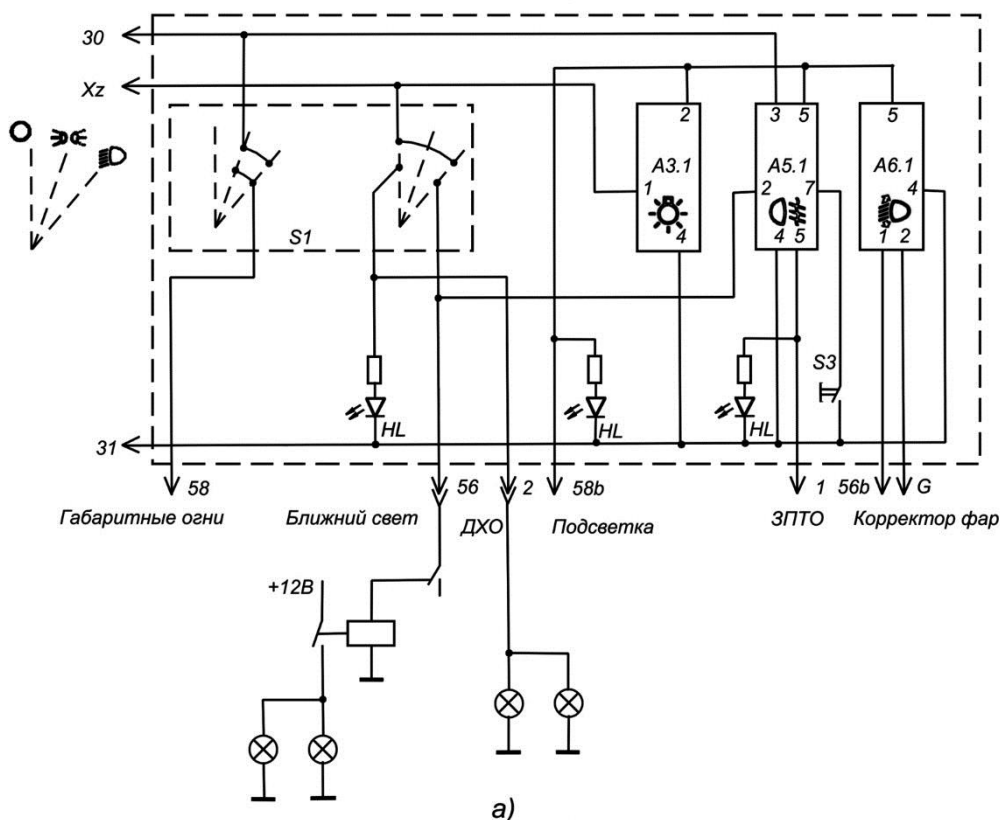 30
Xz
2 3 5 5
A3.1 A5.1 A6.1
1 2 7 4
4 4 5 1 2
S1
S3
HL HL HL
31
58 56 2 58b 1 56b G
Габаритные огни Ближний свет ДХО Подсветка ЗПТО Корректор фар
+12В
а)